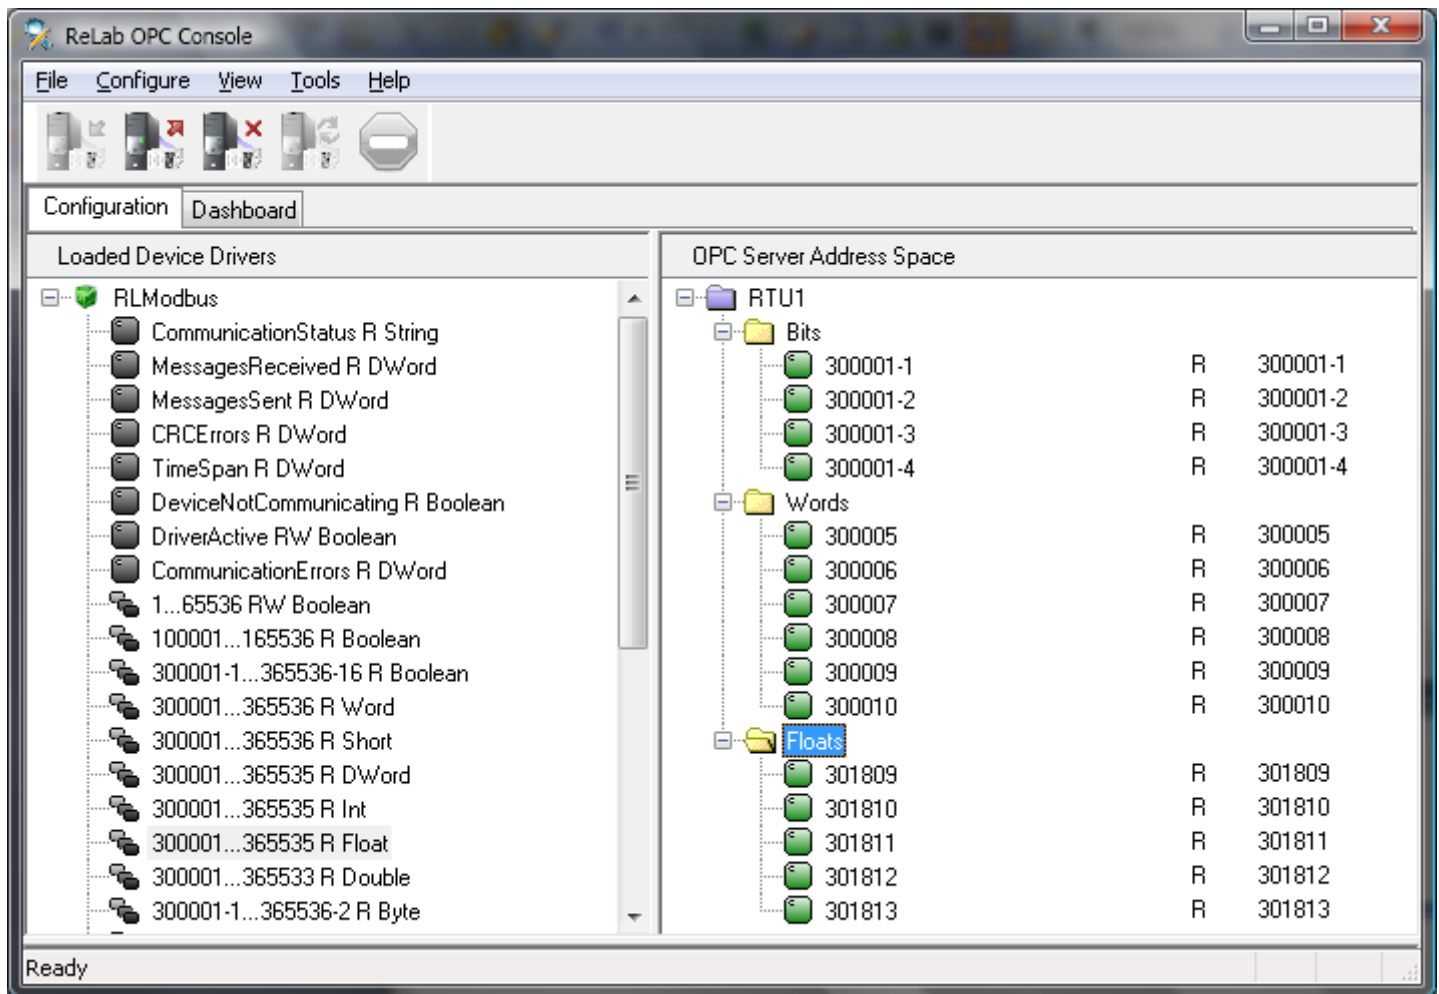 ReLab OPC Console
File Configure View Tools Help
Configuration Dashboard
Loaded Device Drivers
RLModbus
CommunicationStatus R String
MessagesReceived R DWord
MessagesSent R DWord
CRCErrors R DWord
TimeSpan R DWord
DeviceNotCommunicating R Boolean
DriverActive RW Boolean
CommunicationErrors R DWord
1...65536 RW Boolean
100001...165536 R Boolean
300001-1...365536-16 R Boolean
300001...365536 R Word
300001...365536 R Short
300001...365535 R DWord
300001...365535 R Int
300001...365535 R Float
300001...365533 R Double
300001-1...365536-2 R Byte
OPC Server Address Space
RTU1
Bits
300001-1 R 300001-1
300001-2 R 300001-2
300001-3 R 300001-3
300001-4 R 300001-4
Words
300005 R 300005
300006 R 300006
300007 R 300007
300008 R 300008
300009 R 300009
300010 R 300010
Floats
301809 R 301809
301810 R 301810
301811 R 301811
301812 R 301812
301813 R 301813
Ready